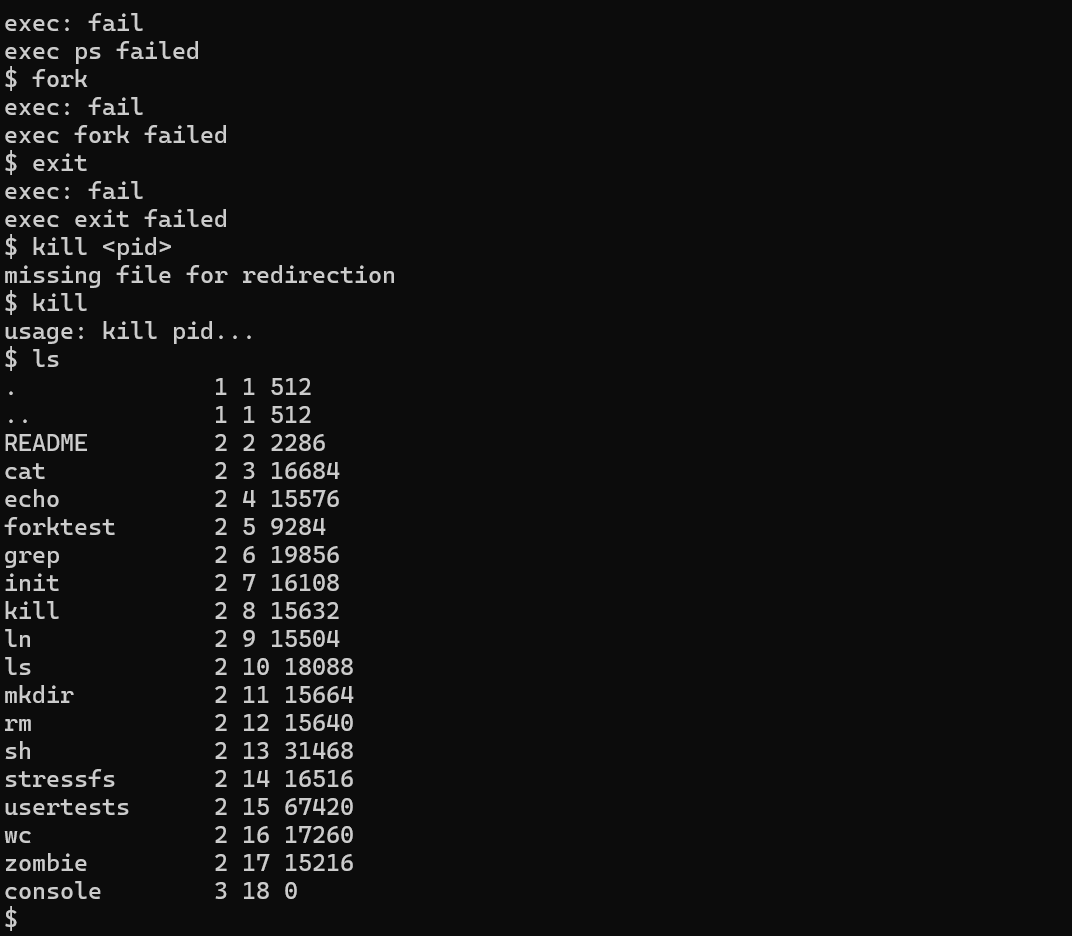 exec: fail
exec ps failed
$ fork
exec: fail
exec fork failed
$ exit
exec: fail
exec exit failed
$ kill <pid>
missing file for redirection
$ kill
usage: kill pid...
$ ls
.              1 1 512
..             1 1 512
README         2 2 2286
cat            2 3 16684
echo           2 4 15576
forktest       2 5 9284
grep           2 6 19856
init           2 7 16108
kill           2 8 15632
ln             2 9 15504
ls             2 10 18088
mkdir          2 11 15664
rm             2 12 15640
sh             2 13 31468
stressfs       2 14 16516
usertests      2 15 67420
wc             2 16 17260
zombie         2 17 15216
console        3 18 0
$